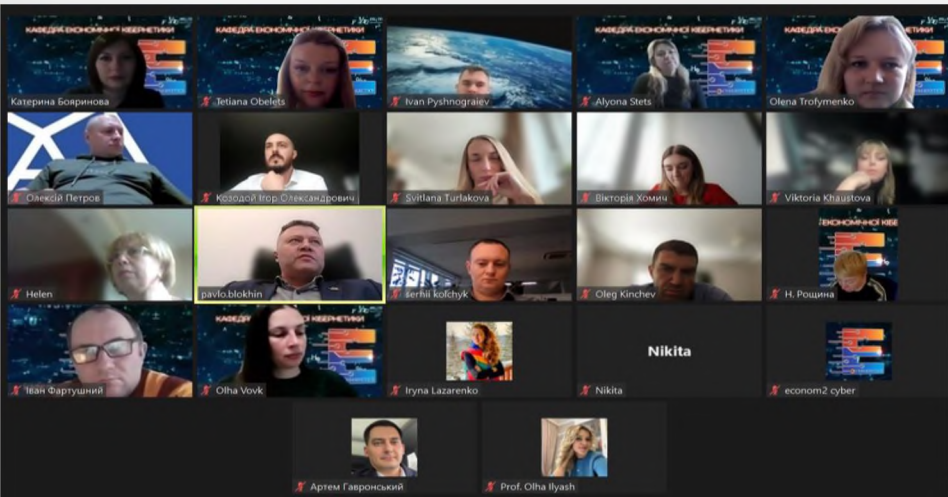 КАФЕДРА ЕКОНОМІЧНОЇ КІБЕРНЕТИКИ
Катерина Бояринова
КАФЕДРА ЕКОНОМІЧНОЇ КІБЕРНЕТИКИ
Tetiana Obelets
Ivan Pyshnograiev
КАФЕДРА ЕКОНОМІЧНОЇ КІБЕРНЕТИКИ
Alyona Stets
КАФЕДРА ЕКОНОМІЧНОЇ КІБЕРНЕТИКИ
Olena Trofymenko
Олексій Петров
Козодой Ігор Олександрович
Svitlana Turlakova
Вікторія Хомич
Viktoria Khaustova
Helen
pavlo.blokhin
serhii kolchyk
Oleg Kinchev
ЕКОНОМІЧНОЇ КІБЕ
Н. Рощина
Іван Фартушний
Olha Vovk
Iryna Lazarenko
Nikita
Nikita
econom2 cyber
Артем Гавронський
Prof. Olha Ilyash